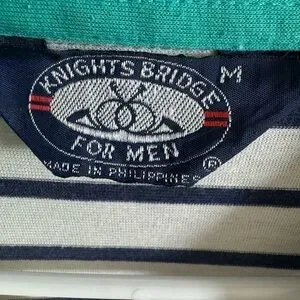 KNIGHTS BRIDGE
M
FOR MEN
MADE IN PHILIPPINES
®